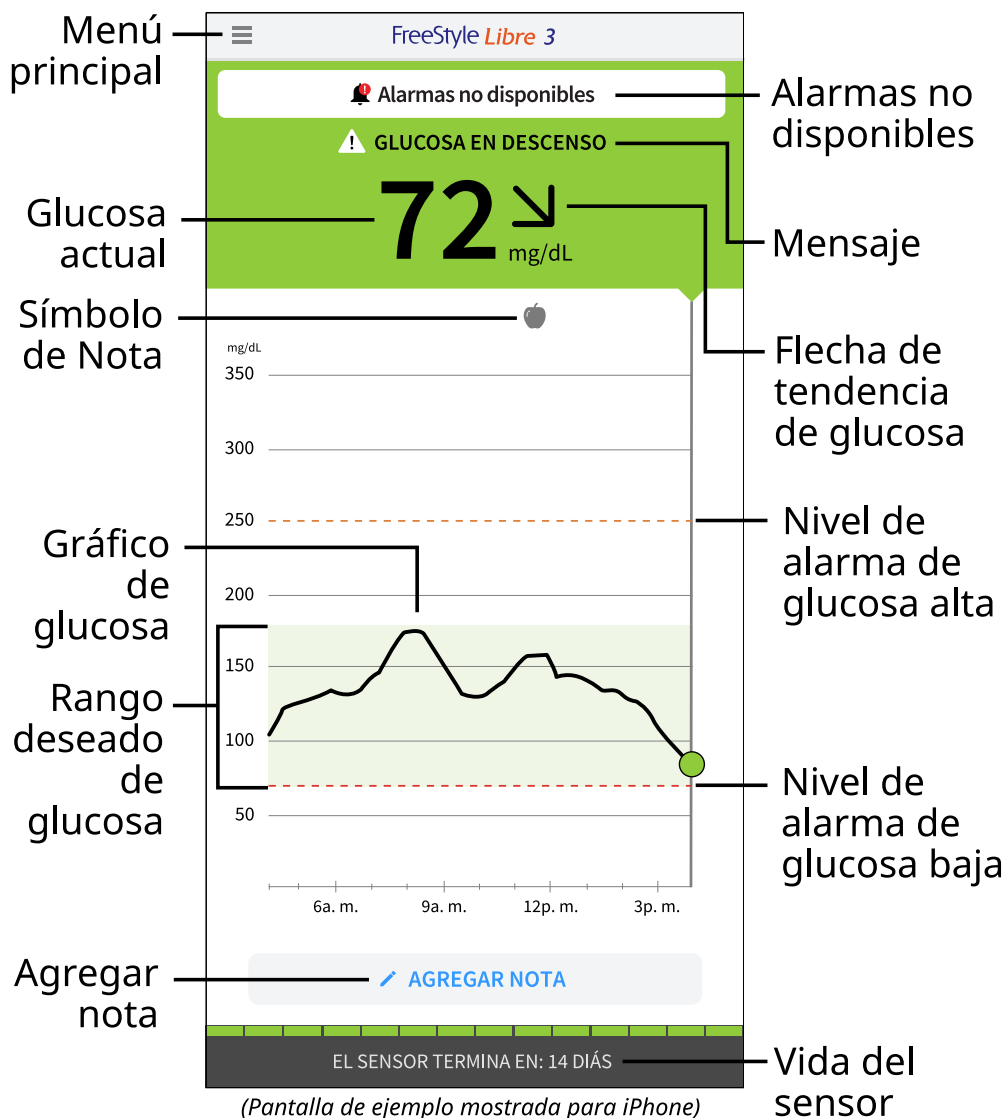 Menú
principal
FreeStyle Libre 3
Alarmas no disponibles
Alarmas no
disponibles
GLUCOSA EN DESCENSO
Mensaje
Glucosa
actual
72
mg/dL
Flecha de
tendencia
de glucosa
Símbolo
de Nota
mg/dL
350
300
250
200
150
100
50
Nivel de
alarma de
glucosa alta
Gráfico
de
glucosa
Rango
deseado
de
glucosa
Nivel de
alarma de
glucosa baja
6a. m. 9a. m. 12p. m. 3p. m.
Agregar
nota
AGREGAR NOTA
EL SENSOR TERMINA EN: 14 DIÁS
Vida del
sensor
(Pantalla de ejemplo mostrada para iPhone)